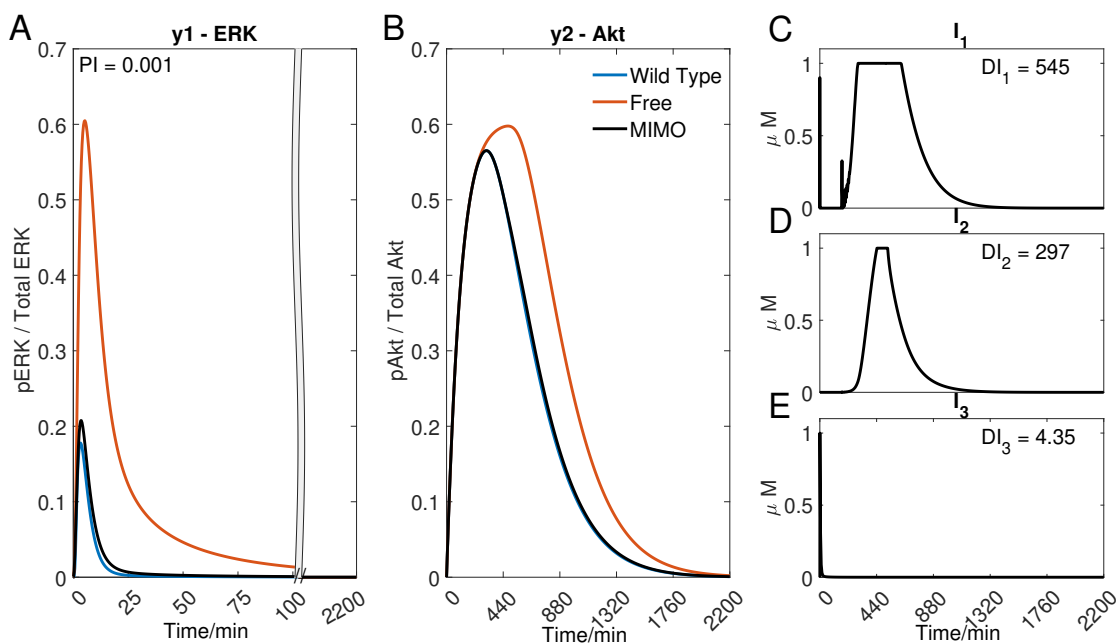 A
y1 - ERK
PI = 0.001
pERK / Total ERK
0.7
0.6
0.5
0.4
0.3
0.2
0.1
0
0
25
50
75
100
2200
Time/min
B
y2 - Akt
Wild Type
Free
MIMO
pAkt / Total Akt
0.7
0.6
0.5
0.4
0.3
0.2
0.1
0
0
440
880
1320
1760
2200
Time/min
C
I1
DI1 = 545
μ M
1
0.5
0
D
I2
DI2 = 297
μ M
1
0.5
0
E
I3
DI3 = 4.35
μ M
1
0.5
0
0
440
880
1320
1760
2200
Time/min